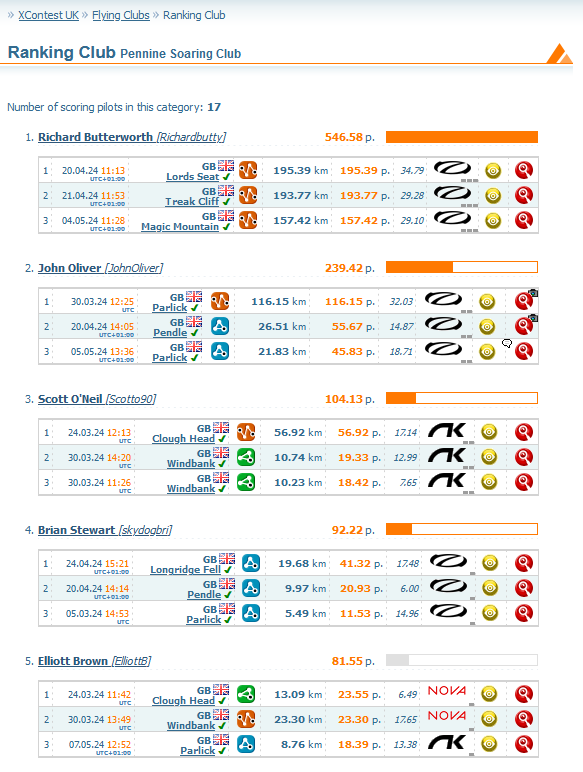 » XContest UK » Flying Clubs » Ranking Club
Ranking Club Pennine Soaring Club
Number of scoring pilots in this category: 17
1. Richard Butterworth [Richardbutty] 546.58 p.
1 20.04.24 11:13 UTC+01:00 GB Lords Seat 195.39 km 195.39 p. 34.79
2 21.04.24 11:53 UTC+01:00 GB Treak Cliff 193.77 km 193.77 p. 29.28
3 04.05.24 11:28 UTC+01:00 GB Magic Mountain 157.42 km 157.42 p. 29.10
2. John Oliver [JohnOliver] 239.42 p.
1 30.03.24 12:25 UTC GB Parlick 116.15 km 116.15 p. 32.03
2 20.04.24 14:05 UTC+01:00 GB Pendle 26.51 km 55.67 p. 14.87
3 05.05.24 13:36 UTC+01:00 GB Parlick 21.83 km 45.83 p. 18.71
3. Scott O'Neil [Scotto90] 104.13 p.
1 24.03.24 12:13 UTC GB Clough Head 56.92 km 56.92 p. 17.14
2 30.03.24 14:20 UTC GB Windbank 10.74 km 19.33 p. 12.99
3 30.03.24 11:26 UTC GB Windbank 10.23 km 18.42 p. 7.65
4. Brian Stewart [skydogbri] 92.22 p.
1 24.04.24 15:21 UTC+01:00 GB Longridge Fell 19.68 km 41.32 p. 17.48
2 20.04.24 14:14 UTC+01:00 GB Pendle 9.97 km 20.93 p. 6.00
3 05.03.24 14:53 UTC GB Parlick 5.49 km 11.53 p. 14.96
5. Elliott Brown [ElliottB] 81.55 p.
1 24.03.24 11:42 UTC GB Clough Head 13.09 km 23.55 p. 6.49 NOVA
2 30.03.24 13:49 UTC GB Windbank 23.30 km 23.30 p. 17.65 NOVA
3 07.05.24 12:52 UTC+01:00 GB Parlick 8.76 km 18.39 p. 13.38